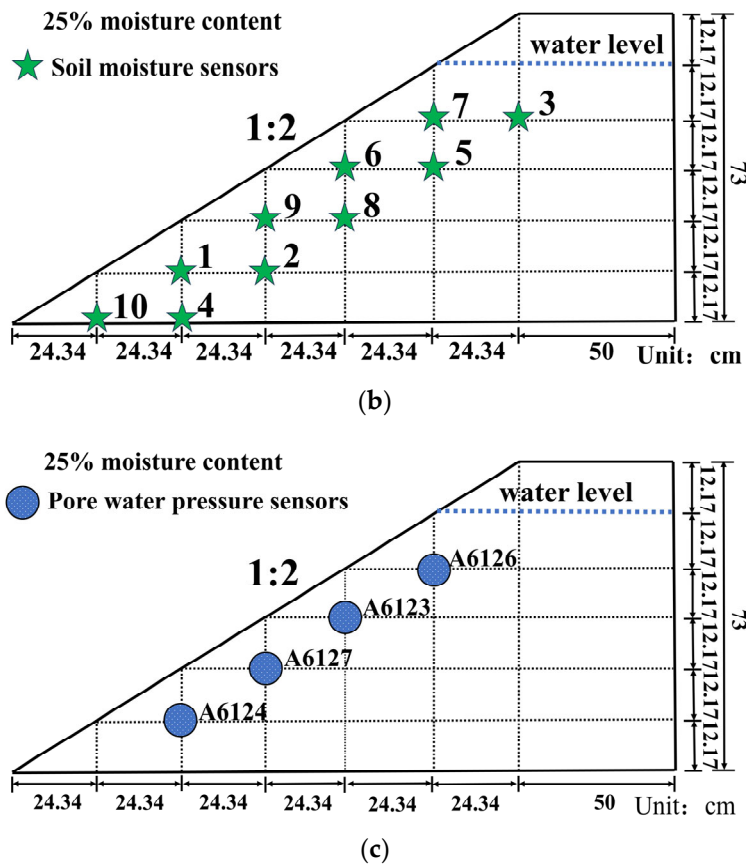 25% moisture content
Soil moisture sensors
water level
1:2
7
3
6
5
9
8
1
2
10
4
12.17
12.17
12.17
12.17
12.17
12.17
73
24.34
24.34
24.34
24.34
24.34
24.34
50
Unit: cm
(b)
25% moisture content
Pore water pressure sensors
water level
1:2
A6126
A6123
A6127
A6124
12.17
12.17
12.17
12.17
12.17
12.17
73
24.34
24.34
24.34
24.34
24.34
24.34
50
Unit: cm
(c)